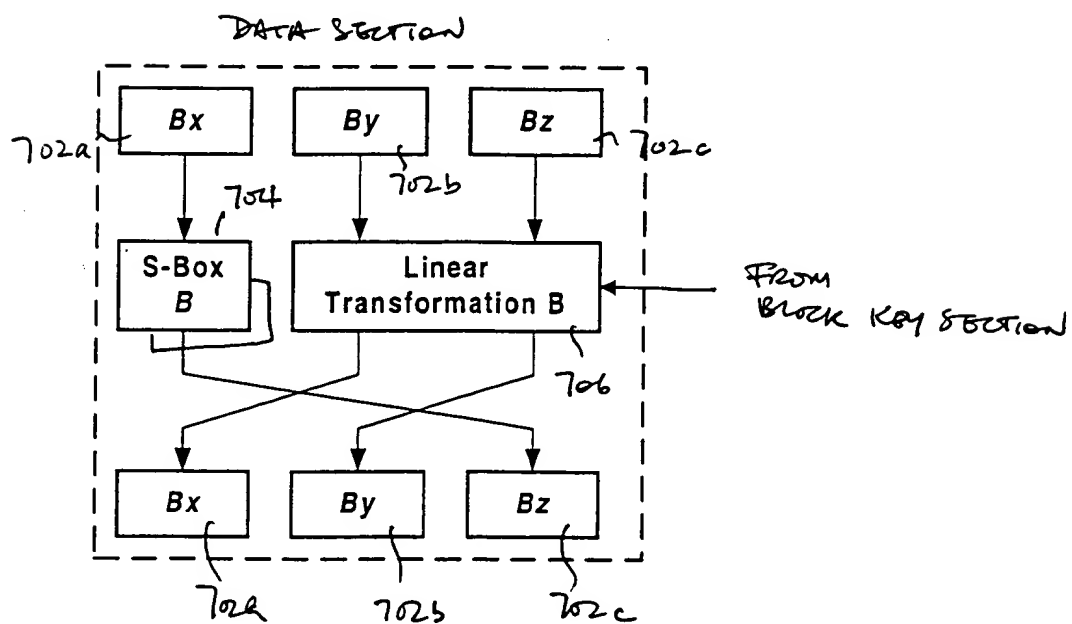 DATA SECTION
Bx By Bz
702a 702b 702c
704
S-Box
B
Linear
Transformation B
FROM
BLOCK KEY SECTION
706
Bx By Bz
702a 702b 702c